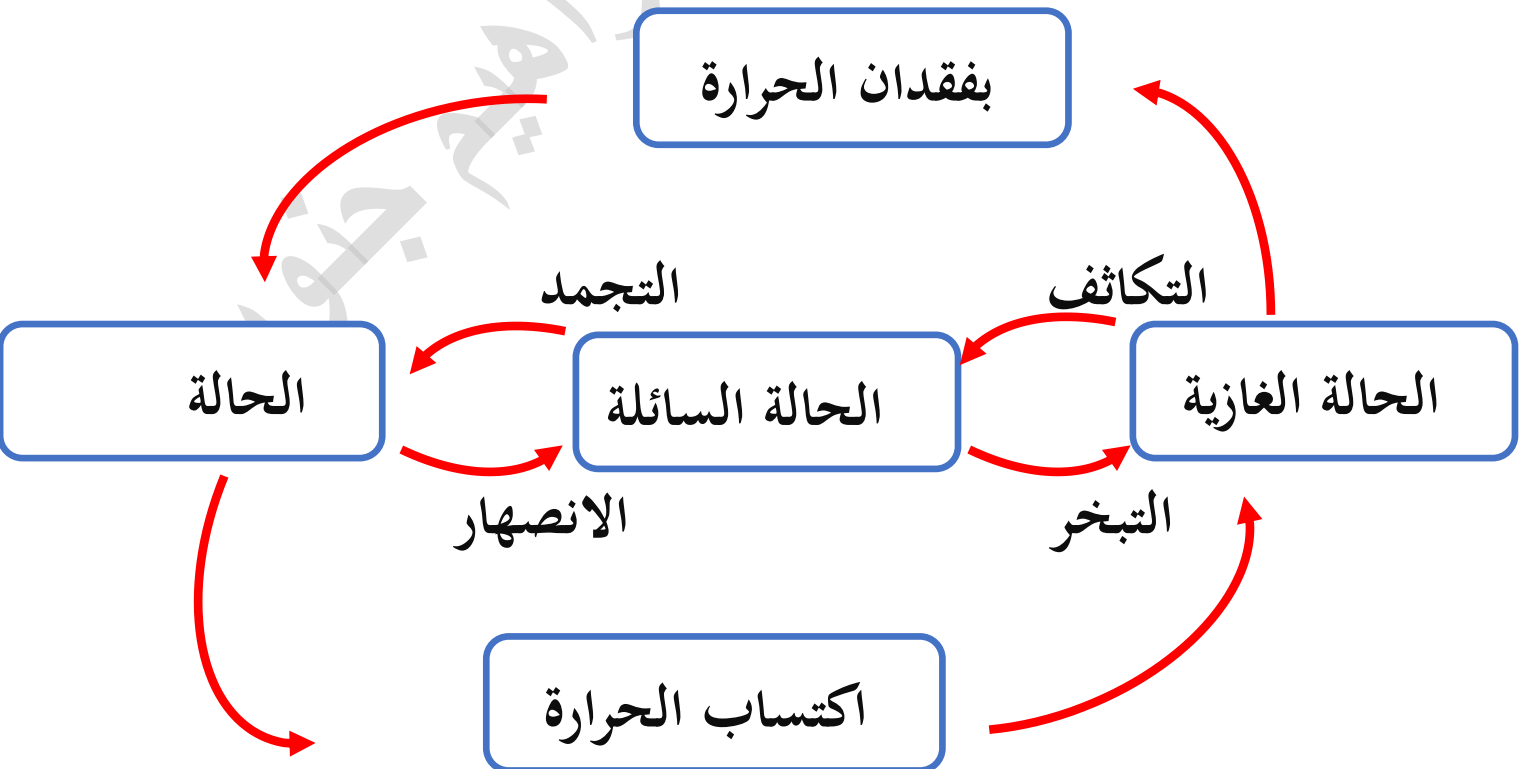 بفقدان الحرارة
التكاثف
التجمد
الحالة الغازية
الحالة السائلة
الحالة
التبخر
الانصهار
اكتساب الحرارة